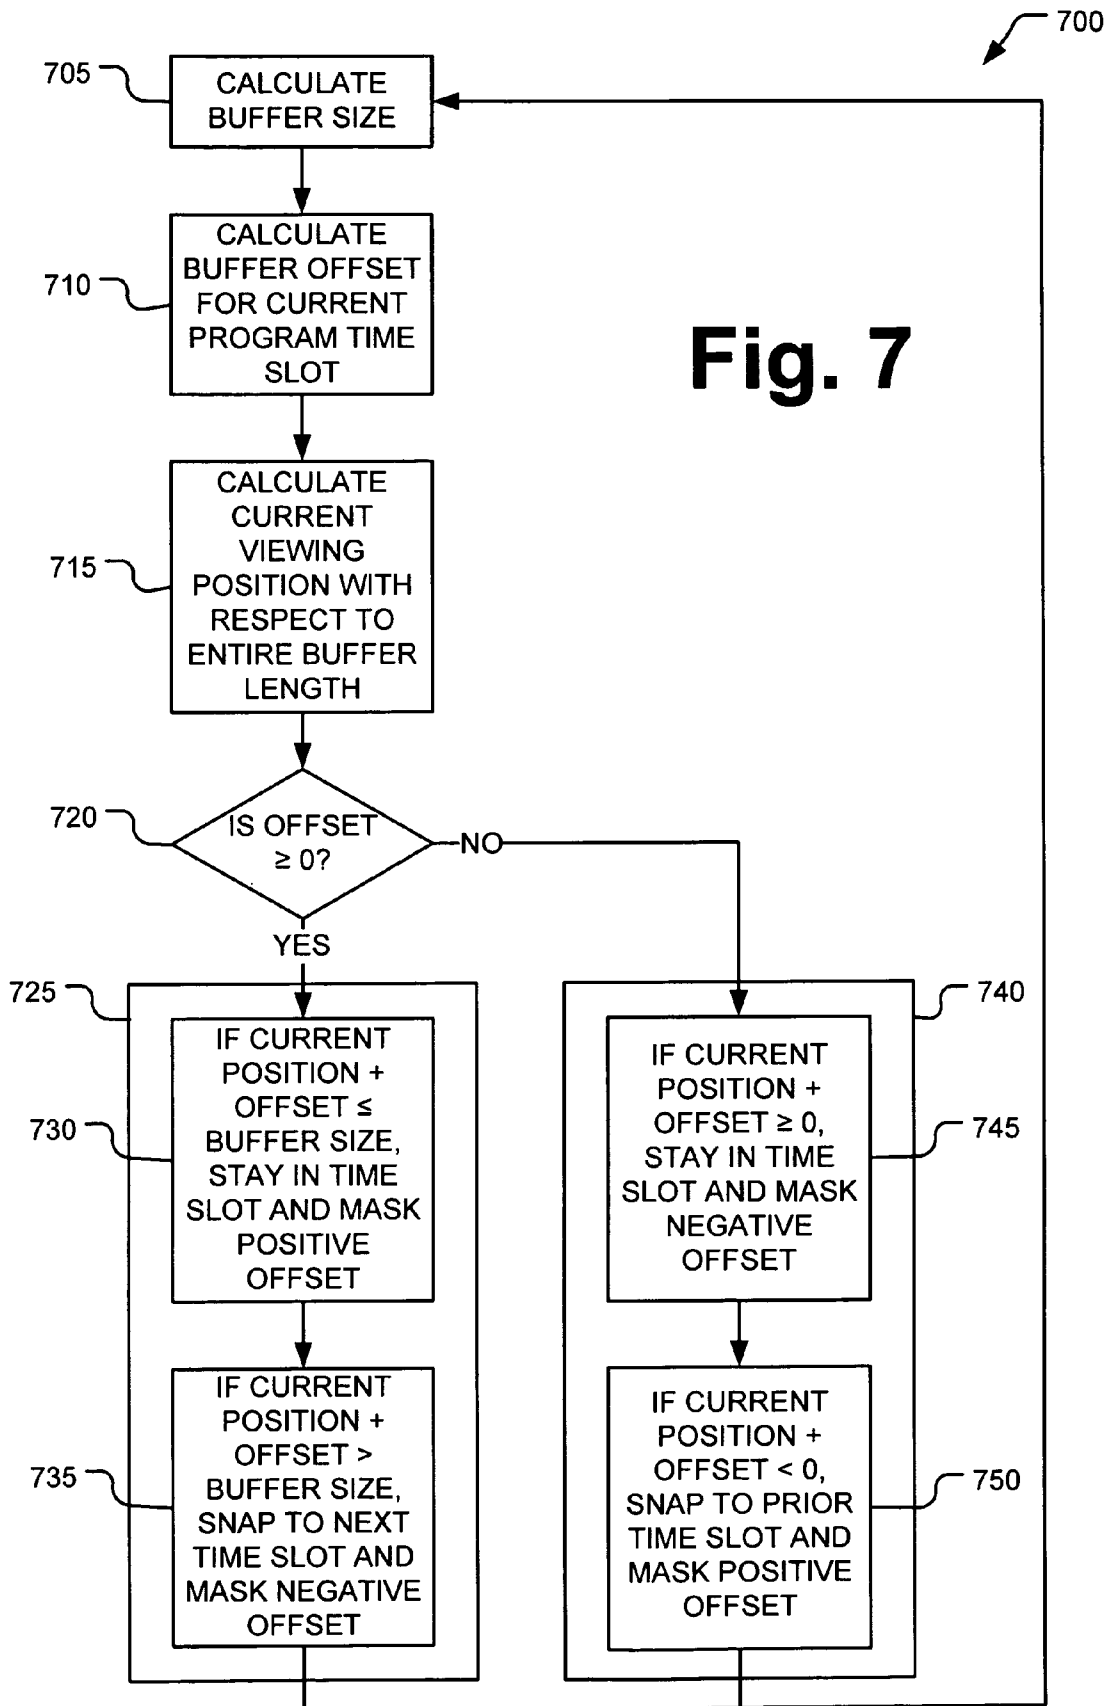 700
705
CALCULATE
BUFFER SIZE
710
CALCULATE
BUFFER OFFSET
FOR CURRENT
PROGRAM TIME
SLOT
Fig. 7
715
CALCULATE
CURRENT
VIEWING
POSITION WITH
RESPECT TO
ENTIRE BUFFER
LENGTH
720
IS OFFSET
≥ 0?
NO
YES
725
730
IF CURRENT
POSITION +
OFFSET ≤
BUFFER SIZE,
STAY IN TIME
SLOT AND MASK
POSITIVE
OFFSET
735
IF CURRENT
POSITION +
OFFSET >
BUFFER SIZE,
SNAP TO NEXT
TIME SLOT AND
MASK NEGATIVE
OFFSET
740
IF CURRENT
POSITION +
OFFSET ≥ 0,
STAY IN TIME
SLOT AND MASK
NEGATIVE
OFFSET
745
IF CURRENT
POSITION +
OFFSET < 0,
SNAP TO PRIOR
TIME SLOT AND
MASK POSITIVE
OFFSET
750